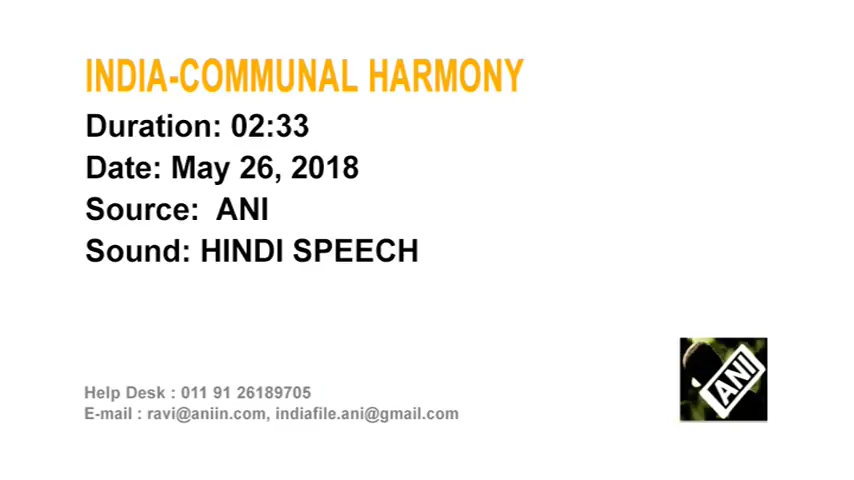 INDIA-COMMUNAL HARMONY
Duration: 02:33
Date: May 26, 2018
Source: ANI
Sound: HINDI SPEECH
Help Desk : 011 91 26189705
E-mail : ravi@aniin.com, indiafile.ani@gmail.com
ANI